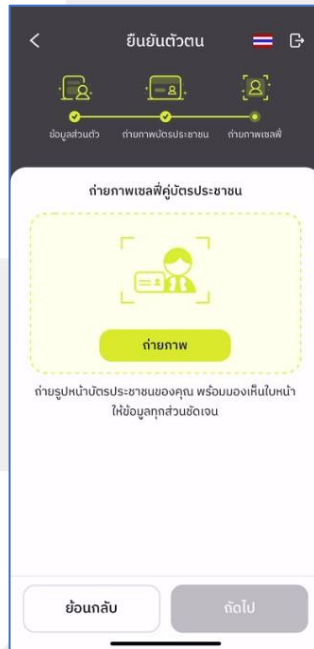 ยืนยันตัวตน
ข้อมูลส่วนตัว ถ่ายภาพบัตรประชาชน ถ่ายภาพเซลฟี่
ถ่ายภาพเซลฟี่คู่บัตรประชาชน
ถ่ายภาพ
ถ่ายรูปหน้าบัตรประชาชนของคุณ พร้อมมองเห็นใบหน้า
ให้ข้อมูลทุกส่วนชัดเจน
ย้อนกลับ ถัดไป